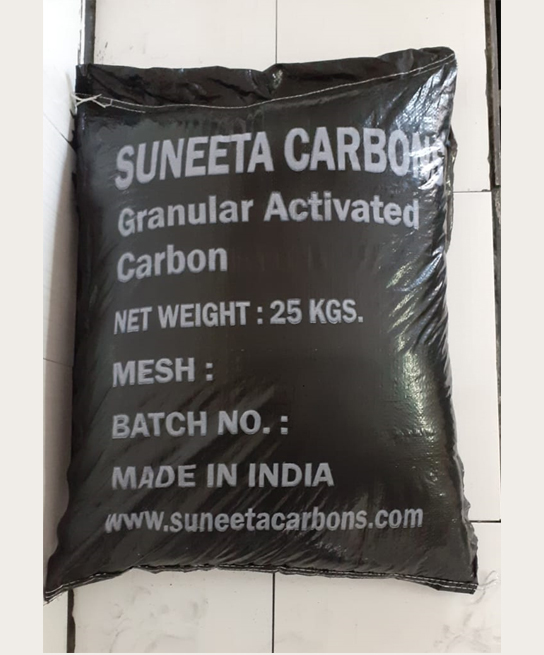 SUNEETA CARBON
Granular Activated
Carbon
NET WEIGHT : 25 KGS.
MESH :
BATCH NO. :
MADE IN INDIA
www.suneetacarbons.com